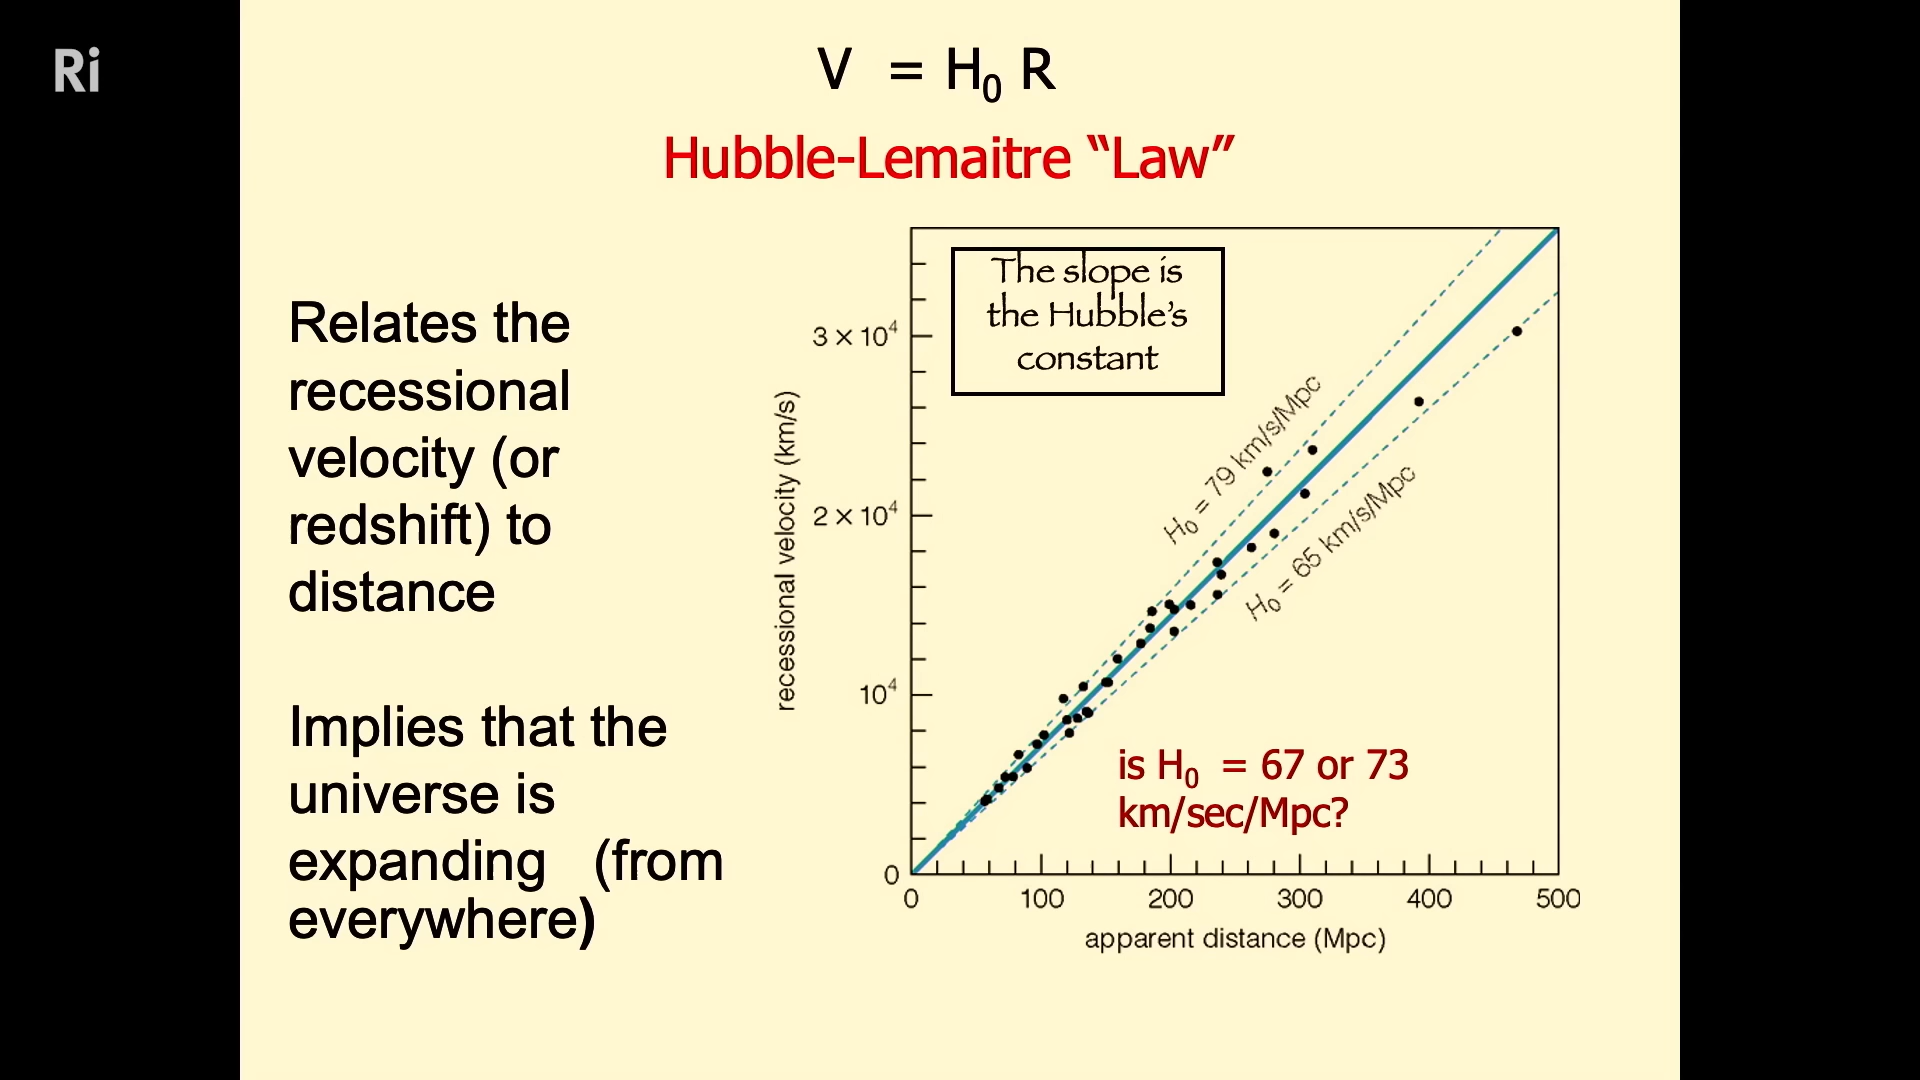 Ri
V = H₀ R
Hubble-Lemaitre “Law”
Relates the
recessional
velocity (or
redshift) to
distance
Implies that the
universe is
expanding (from
everywhere)
The slope is
the Hubble’s
constant
recessional velocity (km/s)
3 × 10⁴
2 × 10⁴
10⁴
0
H₀ = 79 km/s/Mpc
H₀ = 65 km/s/Mpc
is H₀ = 67 or 73
km/sec/Mpc?
0 100 200 300 400 500
apparent distance (Mpc)